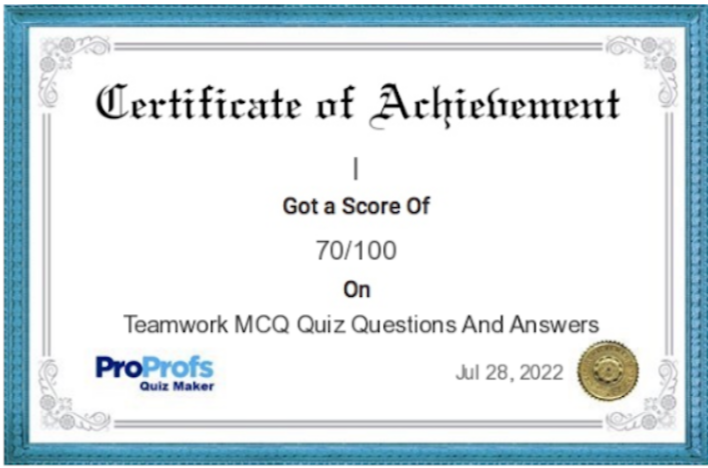 Certificate of Achievement
|
Got a Score Of
70/100
On
Teamwork MCQ Quiz Questions And Answers
ProProfs
Quiz Maker
Jul 28, 2022